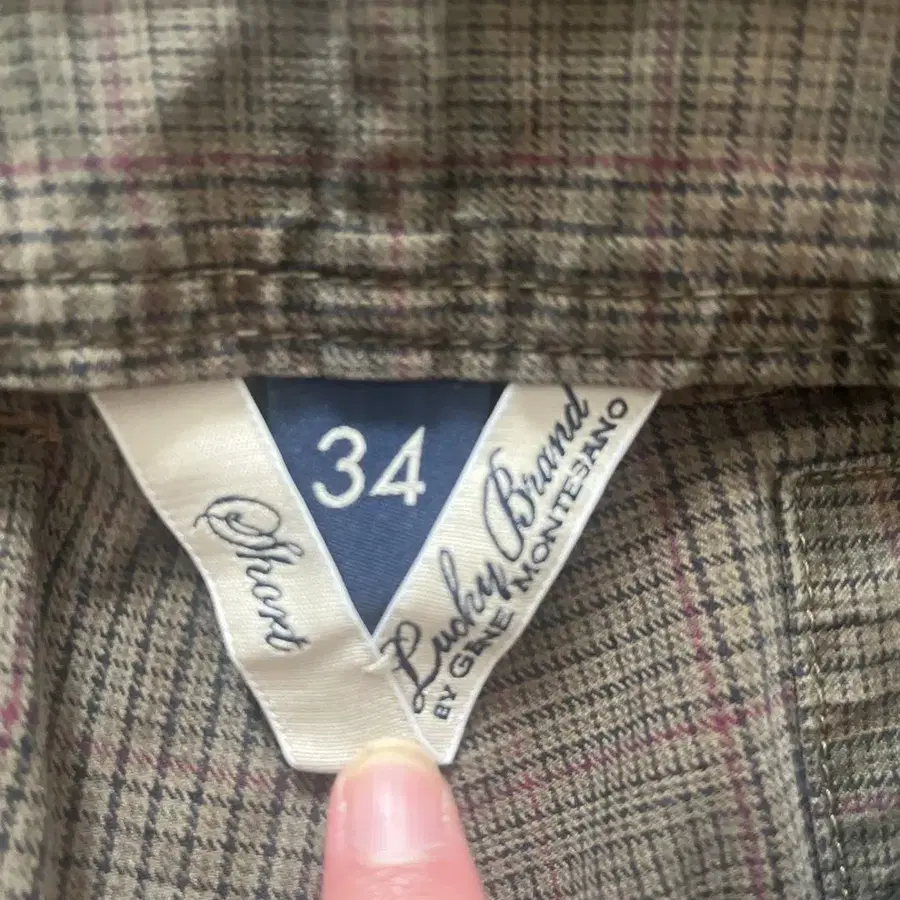 34
Short
Lucky Brand
BY GENE MONTESANO